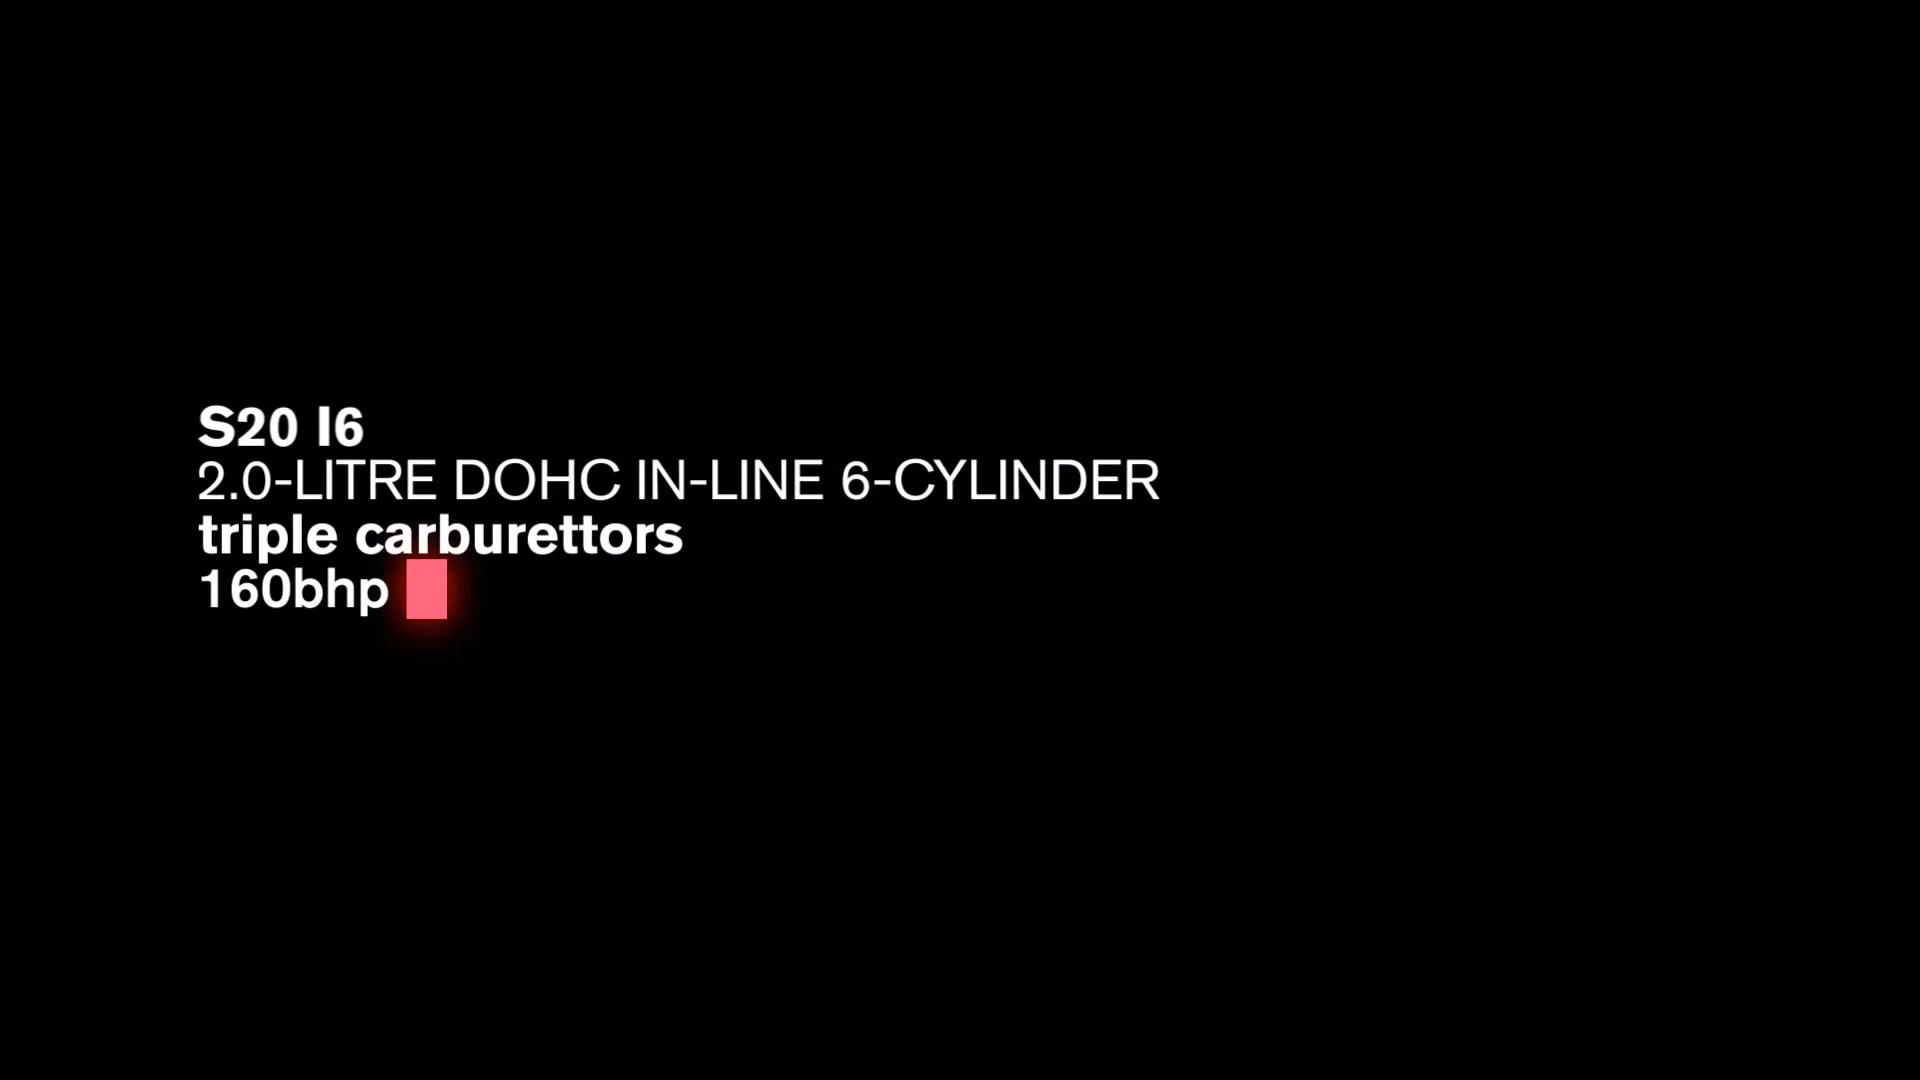 S20 I6
2.0-LITRE DOHC IN-LINE 6-CYLINDER
triple carburettors
160bhp